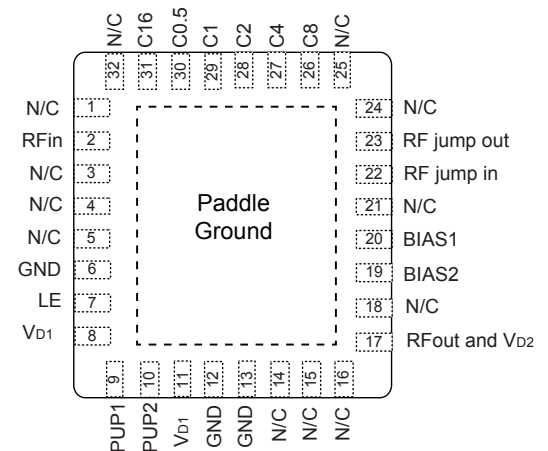 N/C C16 C0.5 C1 C2 C4 C8 N/C
32 31 30 29 28 27 26 25
N/C 1
RFin 2
N/C 3
N/C 4
N/C 5
GND 6
LE 7
VD1 8
Paddle
Ground
24 N/C
23 RF jump out
22 RF jump in
21 N/C
20 BIAS1
19 BIAS2
18 N/C
17 RFout and VD2
9 10 11 12 13 14 15 16
PUP1 PUP2 VD1 GND GND N/C N/C N/C